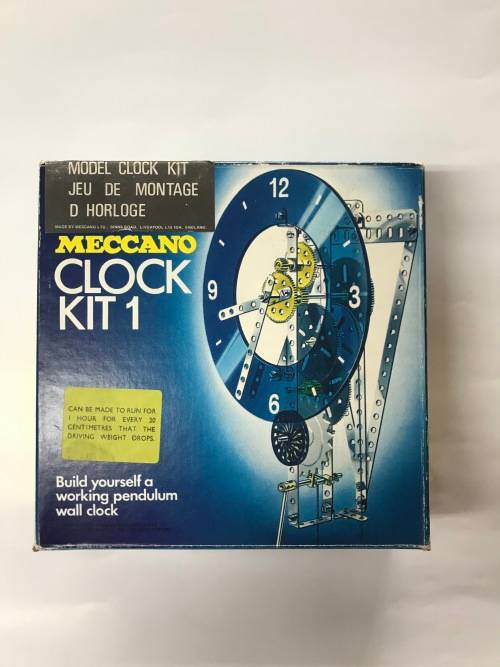 MODEL CLOCK KIT
JEU DE MONTAGE
D HORLOGE
MADE BY MECCANO LTD., BINNS ROAD, LIVERPOOL L13 1DA, ENGLAND.
MECCANO
CLOCK
KIT 1
12
9
3
6
CAN BE MADE TO RUN FOR
1 HOUR FOR EVERY 20
CENTIMETRES THAT THE
DRIVING WEIGHT DROPS.
Build yourself a
working pendulum
wall clock